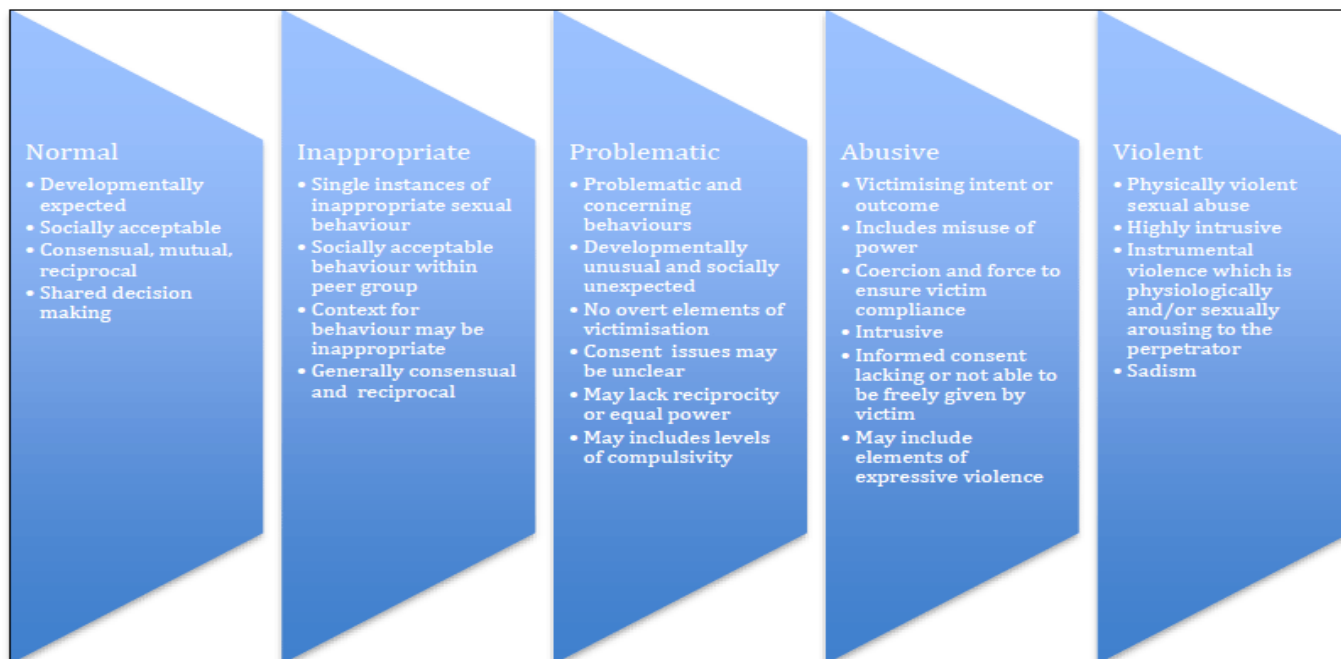 Normal
• Developmentally
expected
• Socially acceptable
• Consensual, mutual,
reciprocal
• Shared decision
making
Inappropriate
• Single instances of
inappropriate sexual
behaviour
• Socially acceptable
behaviour within
peer group
• Context for
behaviour may be
inappropriate
• Generally consensual
and reciprocal
Problematic
• Problematic and
concerning
behaviours
• Developmentally
unusual and socially
unexpected
• No overt elements of
victimisation
• Consent issues may
be unclear
• May lack reciprocity
or equal power
• May includes levels
of compulsivity
Abusive
• Victimising intent or
outcome
• Includes misuse of
power
• Coercion and force to
ensure victim
compliance
• Intrusive
• Informed consent
lacking or not able to
be freely given by
victim
• May include
elements of
expressive violence
Violent
• Physically violent
sexual abuse
• Highly intrusive
• Instrumental
violence which is
physiologically
and/or sexually
arousing to the
perpetrator
• Sadism